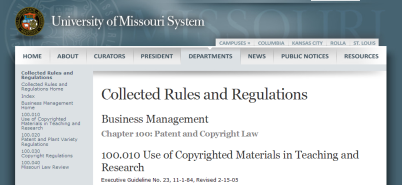 University of Missouri System
CAMPUSES COLUMBIA KANSAS CITY ROLLA ST. LOUIS
HOME ABOUT CURATORS PRESIDENT DEPARTMENTS NEWS PUBLIC NOTICES RESOURCES
Collected Rules and
Regulations
Collected Rules and
Regulations Home
Index
Business Management
Home
100.010
Use of Copyrighted
Materials in Teaching and
Research
100.020
Patent and Plant Variety
Regulations
100.030
Copyright Regulations
100.040
Missouri Law Review
Collected Rules and Regulations
Business Management
Chapter 100: Patent and Copyright Law
100.010 Use of Copyrighted Materials in Teaching and
Research
Executive Guideline No. 23, 11-1-84, Revised 2-15-05